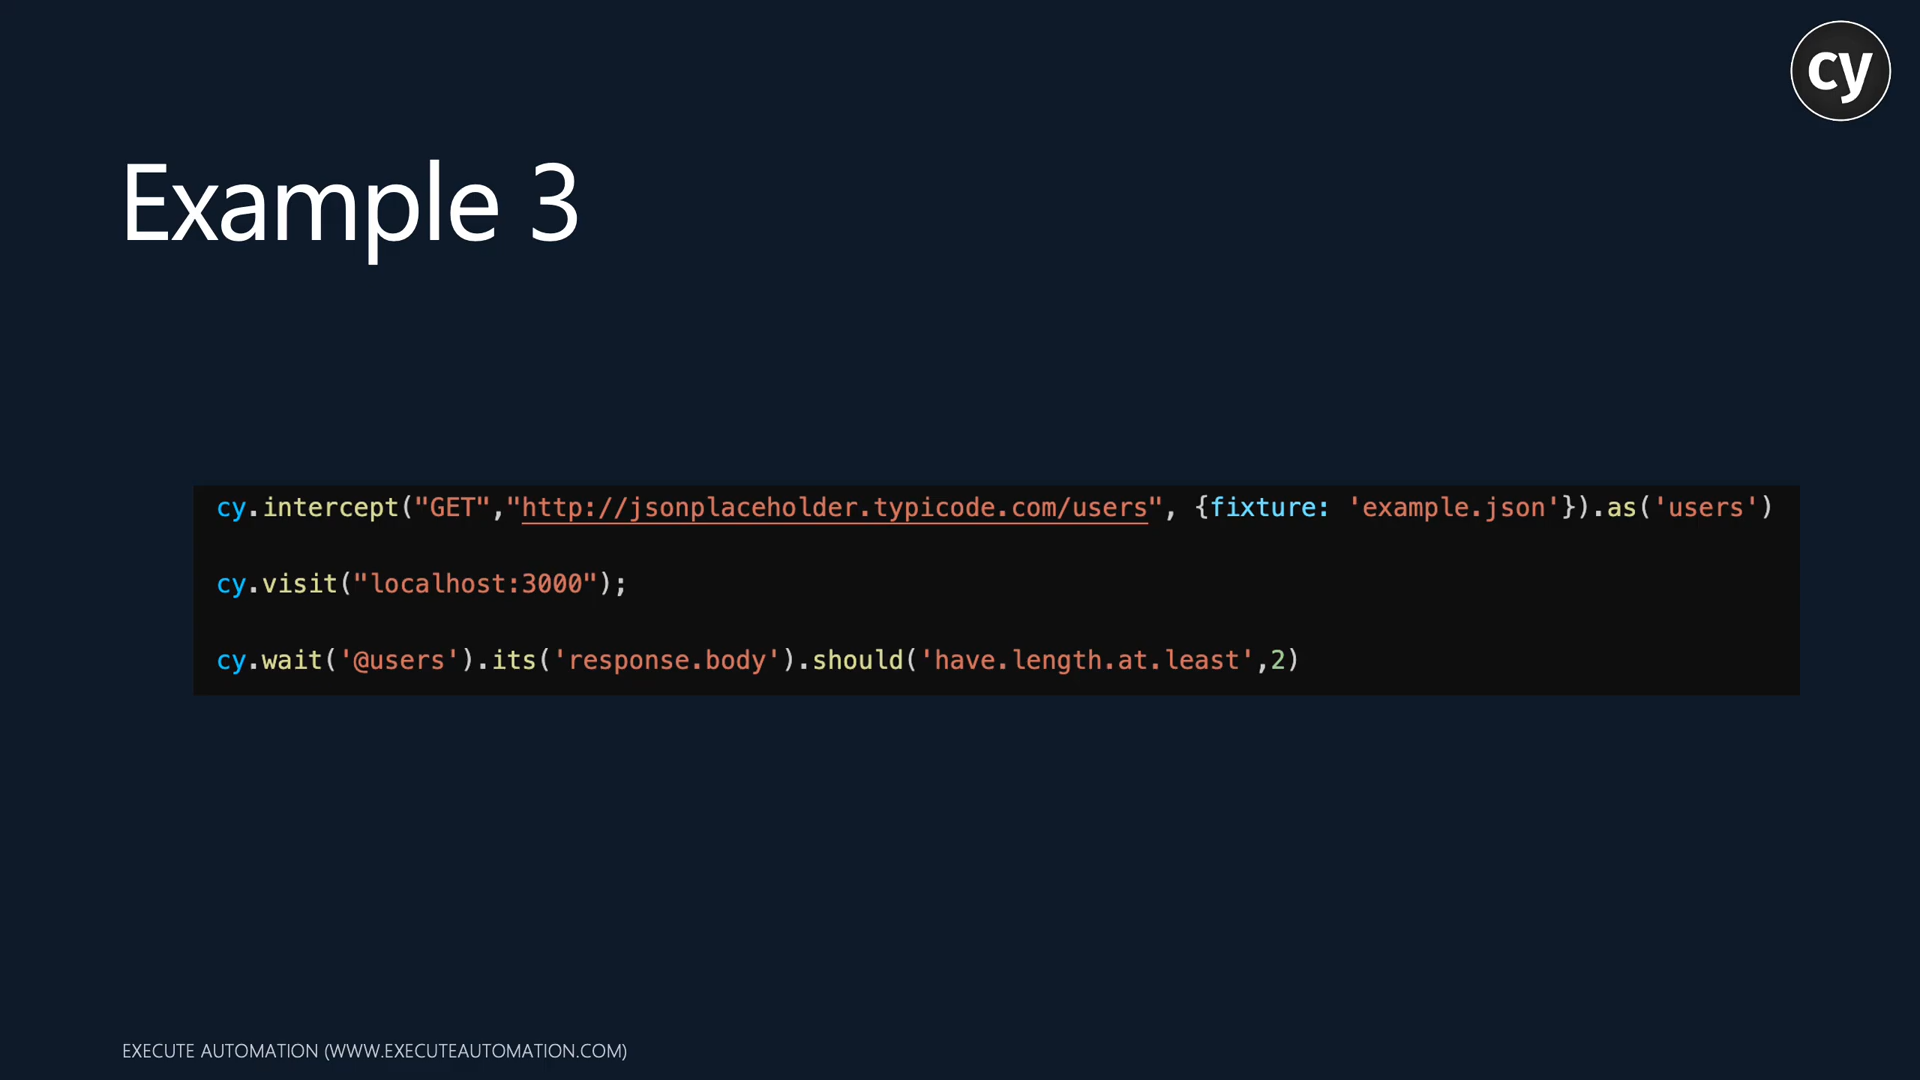 cy
Example 3
cy.intercept("GET","http://jsonplaceholder.typicode.com/users", {fixture: 'example.json'}).as('users')
cy.visit("localhost:3000");
cy.wait('@users').its('response.body').should('have.length.at.least',2)
EXECUTE AUTOMATION (WWW.EXECUTEAUTOMATION.COM)